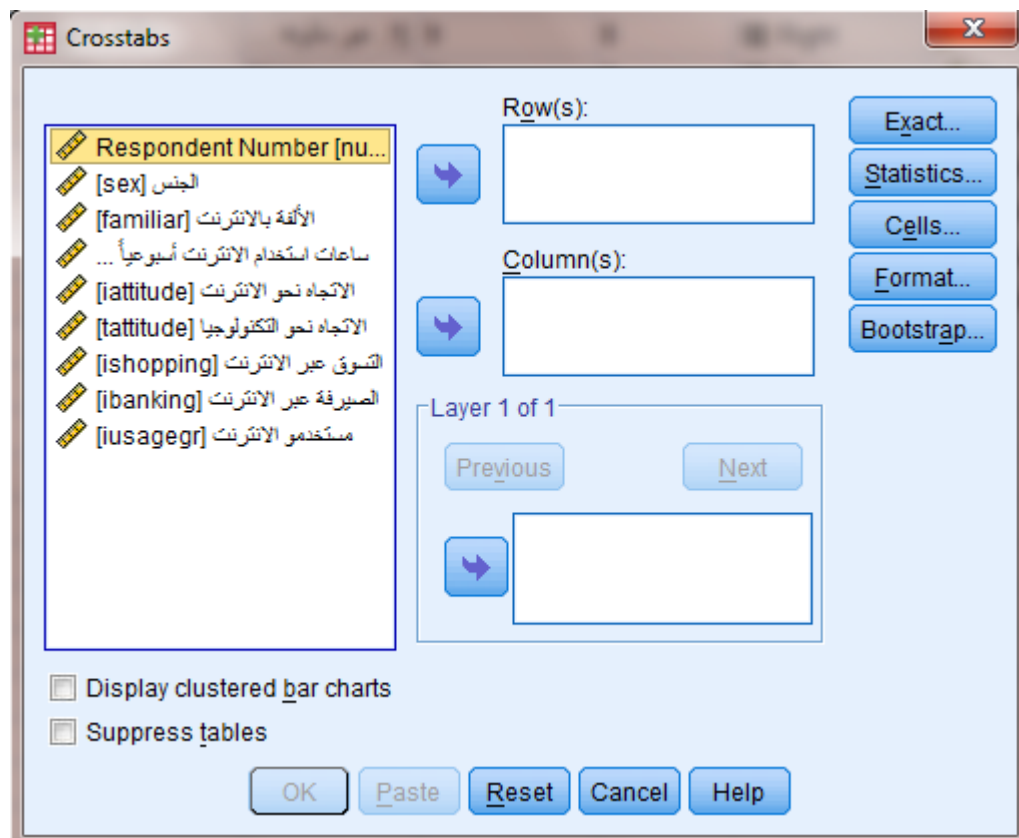 Crosstabs
Respondent Number [nu...
الجنس [sex]
الألفة بالانترنت [familiar]
ساعات استخدام الانترنت أسبوعياً ...
الاتجاه نحو الانترنت [iattitude]
الاتجاه نحو التكنولوجيا [tattitude]
التسوق عبر الانترنت [ishopping]
الصيرفة عبر الانترنت [ibanking]
مستخدمو الانترنت [iusagegr]
Row(s):
Column(s):
Layer 1 of 1
Previous
Next
Exact...
Statistics...
Cells...
Format...
Bootstrap...
Display clustered bar charts
Suppress tables
OK
Paste
Reset
Cancel
Help